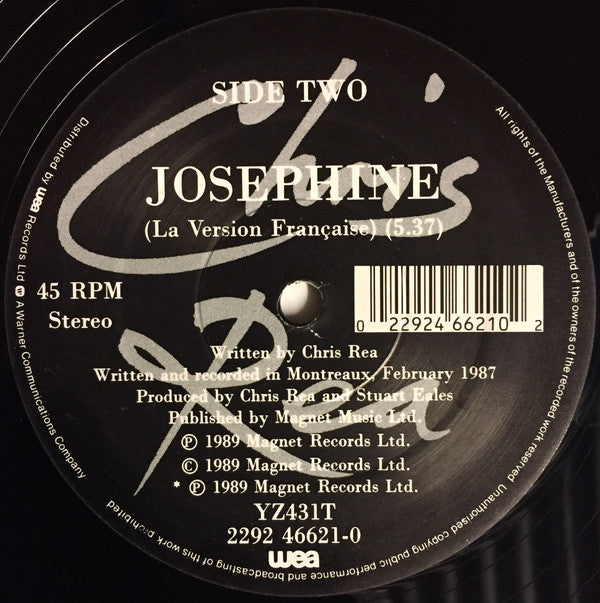 SIDE TWO
Chris
JOSEPHINE
(La Version Française) (5.37)
45 RPM
Stereo
0 22924 66210 2
Rea
Written by Chris Rea
Written and recorded in Montreaux, February 1987
Produced by Chris Rea and Stuart Eales
Published by Magnet Music Ltd.
Ⓟ 1989 Magnet Records Ltd.
© 1989 Magnet Records Ltd.
* Ⓟ 1989 Magnet Records Ltd.
YZ431T
2292 46621-0
wea
Distributed by wea Records Ltd. A Warner Communications Company
All rights of the Manufacturers and of the owners of the recorded work reserved
Unauthorised copying public performance and broadcasting of this work prohibited